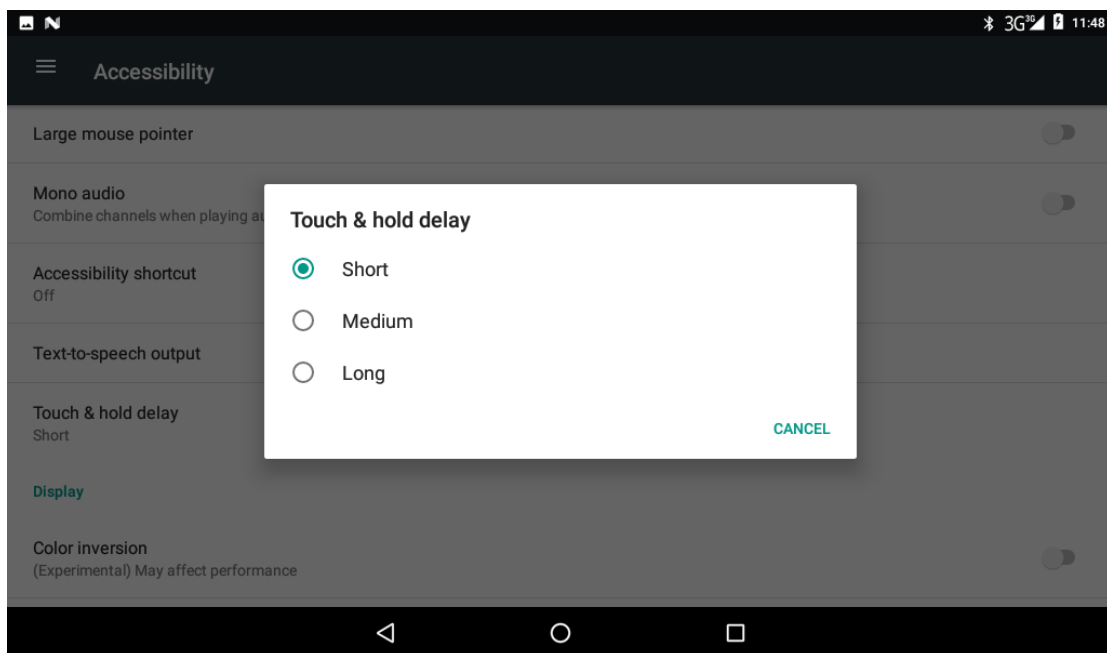 3G 3G 11:48
Accessibility
Large mouse pointer
Mono audio
Combine channels when playing au
Accessibility shortcut
Off
Text-to-speech output
Touch & hold delay
Short
Display
Color inversion
(Experimental) May affect performance
Touch & hold delay
Short
Medium
Long
CANCEL